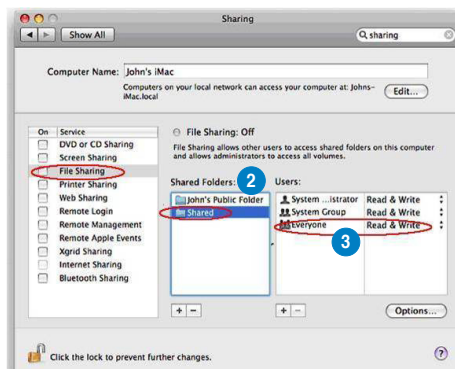 Sharing
Show All
sharing
Computer Name: John's iMac
Computers on your local network can access your computer at: Johns-
iMac.local
Edit...
On Service
DVD or CD Sharing
Screen Sharing
File Sharing
Printer Sharing
Web Sharing
Remote Login
Remote Management
Remote Apple Events
Xgrid Sharing
Internet Sharing
Bluetooth Sharing
File Sharing: Off
File Sharing allows other users to access shared folders on this computer
and allows administrators to access all volumes.
Shared Folders: 2 Users:
John's Public Folder
Shared
System ...istrator Read & Write
System Group Read & Write
Everyone Read & Write
3
+ −
+ −
Options...
Click the lock to prevent further changes.
?